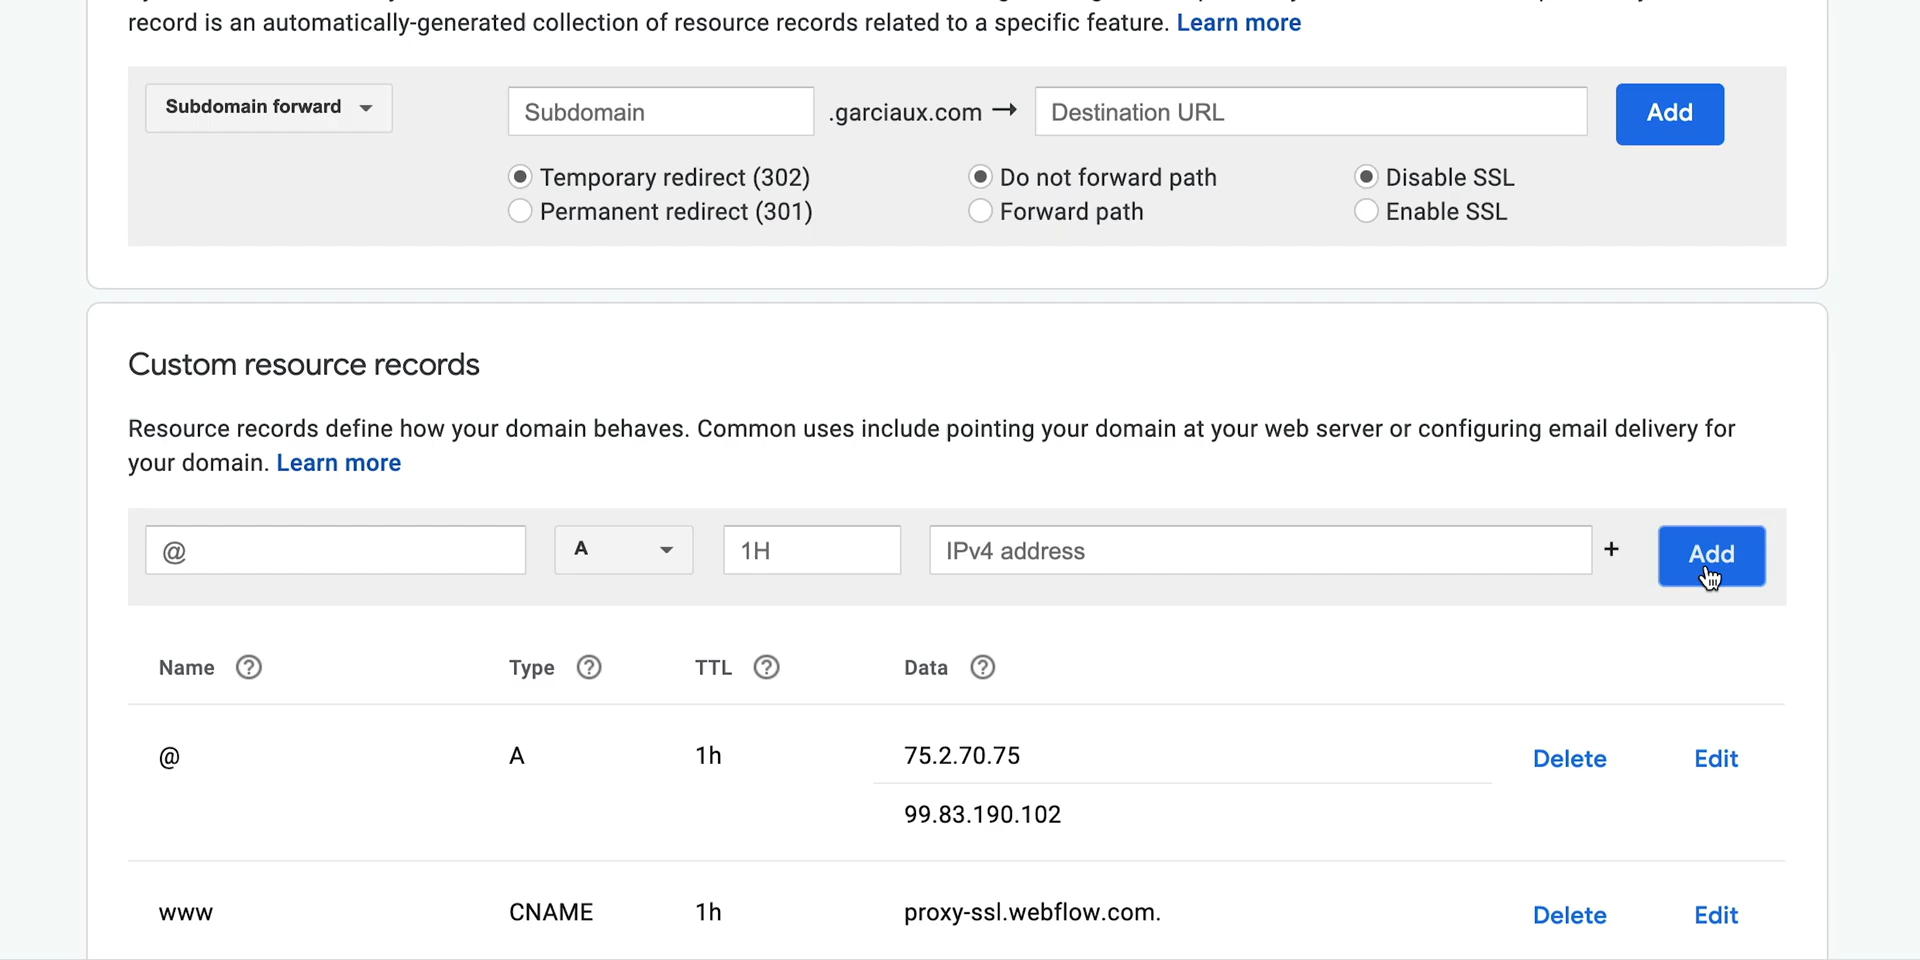 record is an automatically-generated collection of resource records related to a specific feature. Learn more
Subdomain forward
Subdomain .garciaux.com → Destination URL Add
Temporary redirect (302) Do not forward path Disable SSL
Permanent redirect (301) Forward path Enable SSL
Custom resource records
Resource records define how your domain behaves. Common uses include pointing your domain at your web server or configuring email delivery for
your domain. Learn more
@ A 1H IPv4 address + Add
Name ? Type ? TTL ? Data ?
@ A 1h 75.2.70.75 Delete Edit
99.83.190.102
www CNAME 1h proxy-ssl.webflow.com. Delete Edit